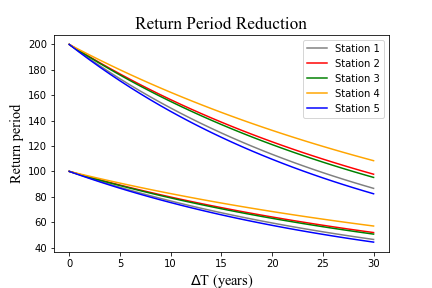 Return Period Reduction
Station 1
Station 2
Station 3
Station 4
Station 5
Return period
200
180
160
140
120
100
80
60
40
0 5 10 15 20 25 30
ΔT (years)